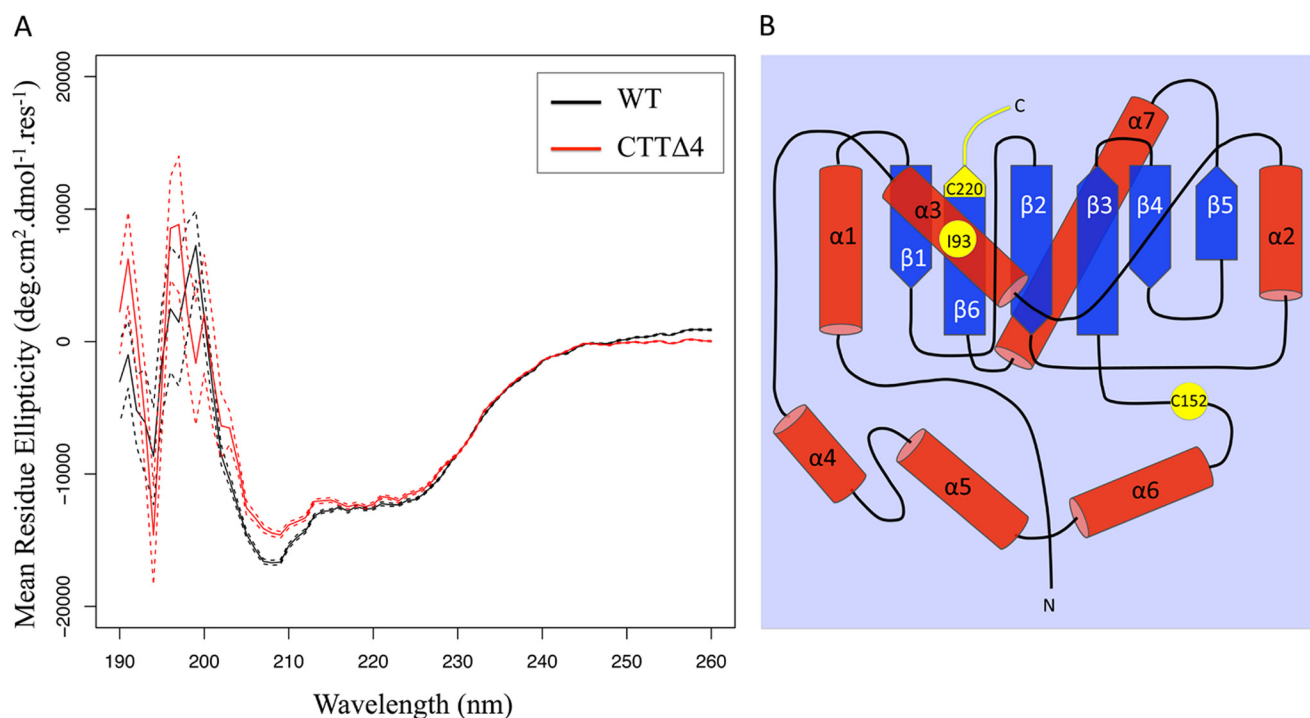 A
B
Mean Residue Ellipticity (deg.cm².dmol⁻¹.res⁻¹)
20000
10000
0
-10000
-20000
190
200
210
220
230
240
250
260
Wavelength (nm)
WT
CTTΔ4
C
α7
C220
α3
I93
β1
β6
β2
β3
β4
β5
α1
α2
C152
α4
α5
α6
N